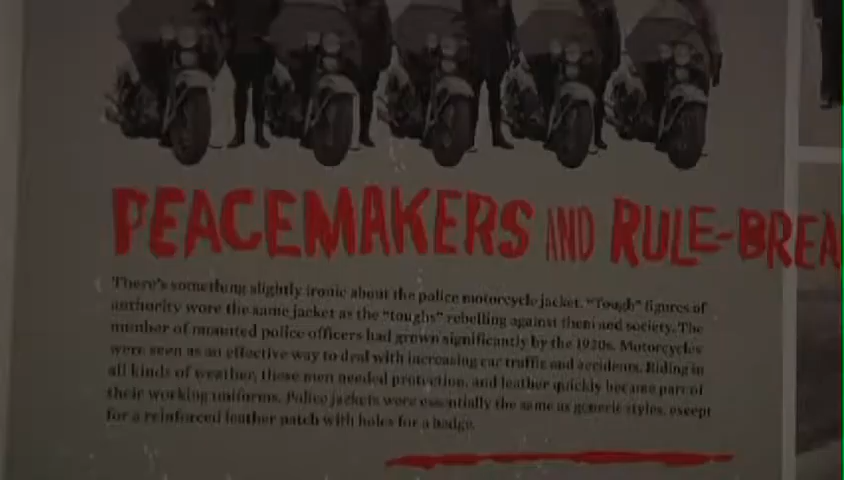 PEACEMAKERS AND RULE-BREA
There's something slightly ironic about the police motorcycle jacket. "Tough" figures of
authority wore the same jacket as the "toughs" rebelling against them and society. The
number of mounted police officers had grown significantly by the 1920s. Motorcycles
were seen as an effective way to deal with increasing car traffic and accidents. Riding in
all kinds of weather, these men needed protection, and leather quickly became part of
their working uniforms. Police jackets were essentially the same as generic styles, except
for a reinforced leather patch with holes for a badge.